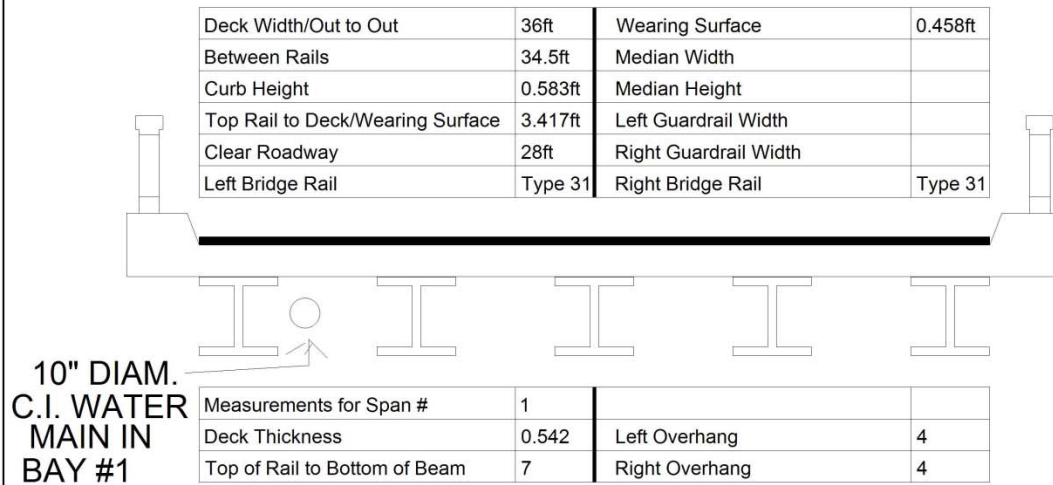 Deck Width/Out to Out 36ft Wearing Surface 0.458ft
Between Rails 34.5ft Median Width
Curb Height 0.583ft Median Height
Top Rail to Deck/Wearing Surface 3.417ft Left Guardrail Width
Clear Roadway 28ft Right Guardrail Width
Left Bridge Rail Type 31 Right Bridge Rail Type 31
10" DIAM.
C.I. WATER
MAIN IN
BAY #1
Measurements for Span # 1
Deck Thickness 0.542 Left Overhang 4
Top of Rail to Bottom of Beam 7 Right Overhang 4